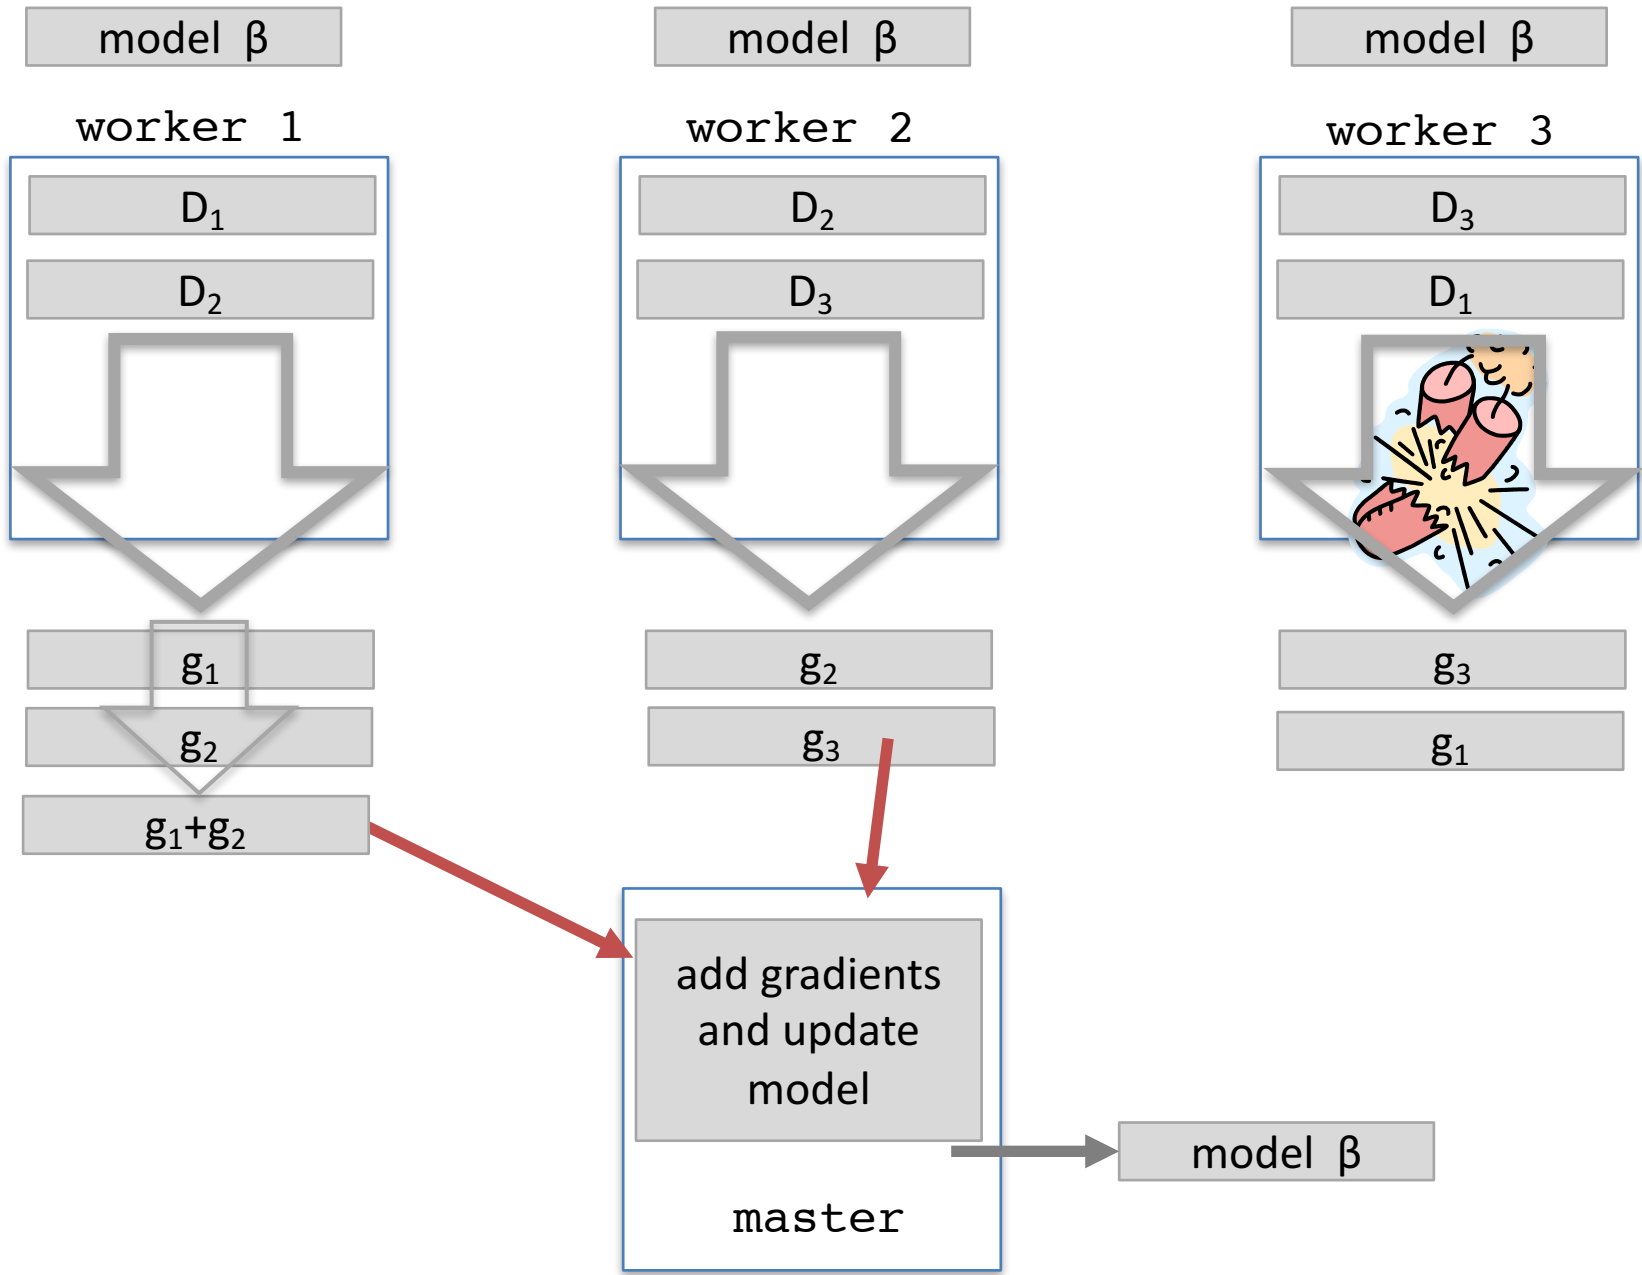 model β
model β
model β
worker 1
worker 2
worker 3
D₁
D₂
D₃
D₂
D₃
D₁
g₁
g₂
g₃
g₂
g₃
g₁
g₁+g₂
add gradients
and update
model
model β
master